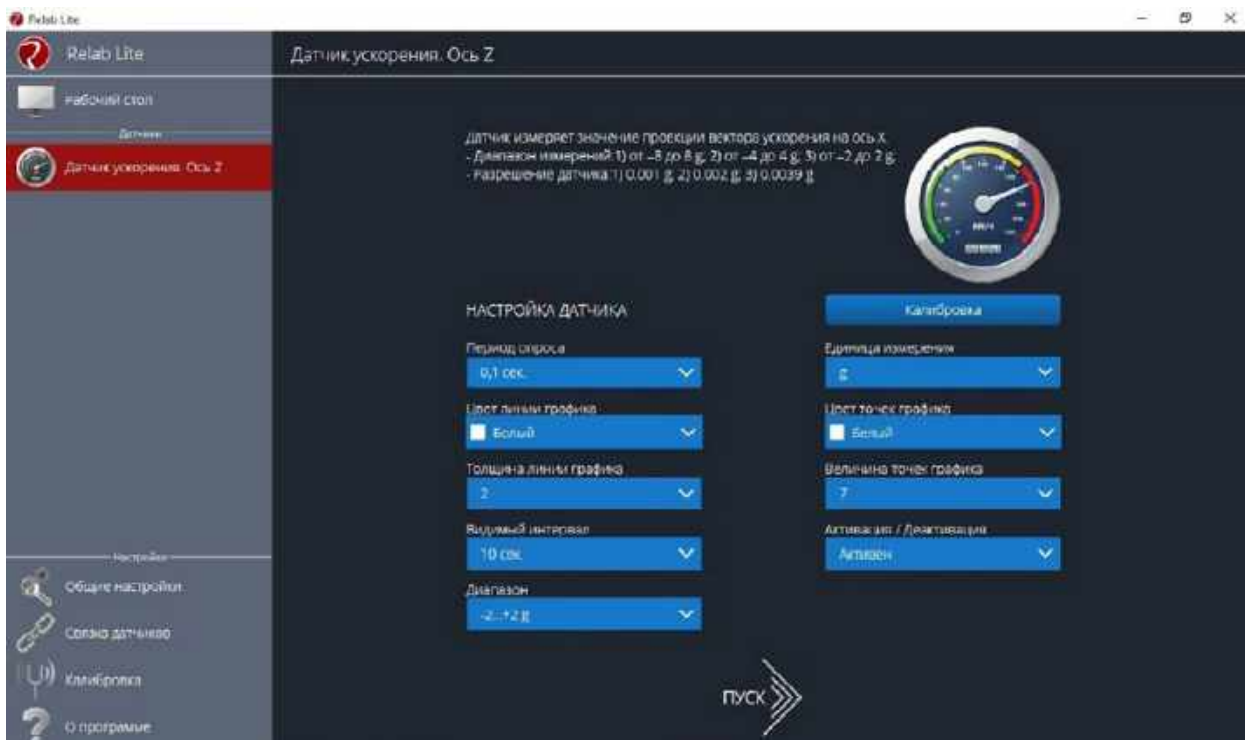 Relab Lite
Relab Lite
Датчик ускорения. Ось Z
Рабочий стол
Датчики
Датчик ускорения. Ось Z
Датчик измеряет значение проекции вектора ускорения на ось X.
- Диапазон измерений: 1) от –8 до 8 g; 2) от –4 до 4 g; 3) от –2 до 2 g;
- Разрешение датчика: 1) 0.001 g; 2) 0.002 g; 3) 0.0039 g
НАСТРОЙКА ДАТЧИКА
Калибровка
Период опроса
Единица измерения
0,1 сек.
g
Цвет линии графика
Цвет точек графика
Белый
Белый
Толщина линии графика
Величина точек графика
2
7
Видимый интервал
Активация / Деактивация
10 сек.
Активен
Диапазон
-2...+2 g
Настройки
Общие настройки
Связка датчиков
Калибровка
О программе
ПУСК